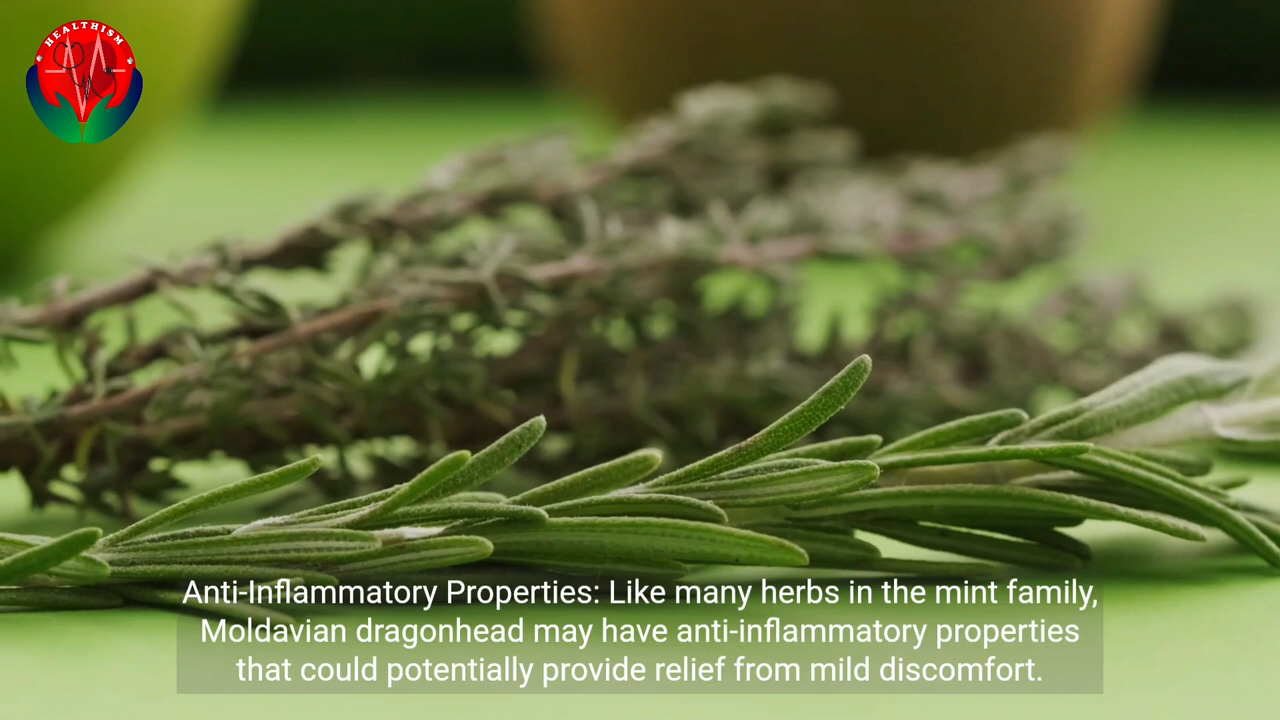 HEALTHISM
Anti-Inflammatory Properties: Like many herbs in the mint family,
Moldavian dragonhead may have anti-inflammatory properties
that could potentially provide relief from mild discomfort.